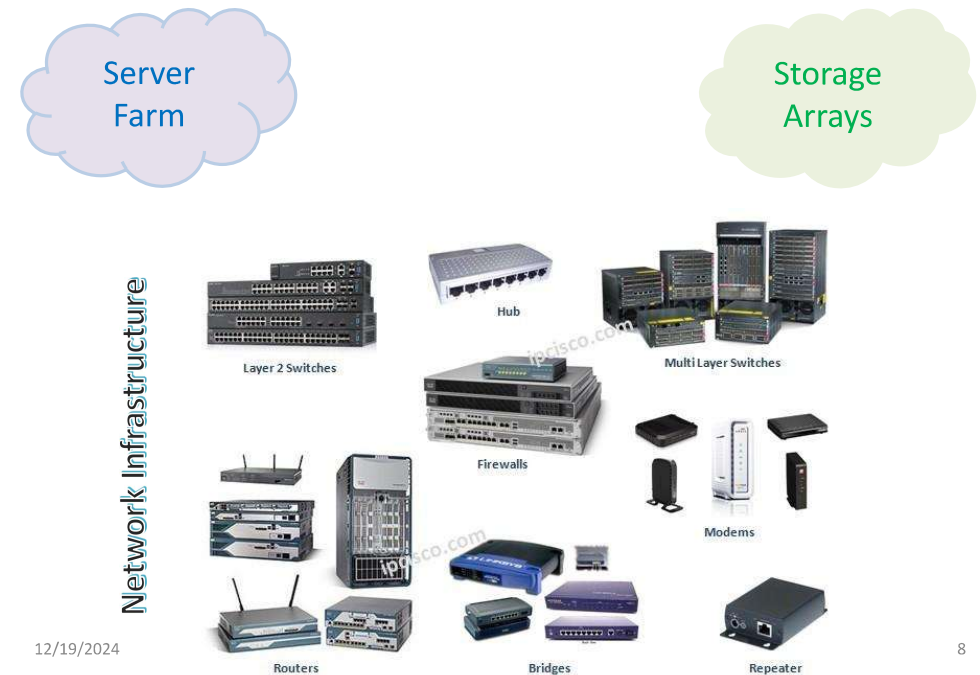 Server
Farm
Storage
Arrays
Network Infrastructure
Layer 2 Switches
Hub
Multi Layer Switches
ipcisco.com
Firewalls
Modems
ipcisco.com
LINKSYS
Routers
Bridges
Repeater
12/19/2024
8